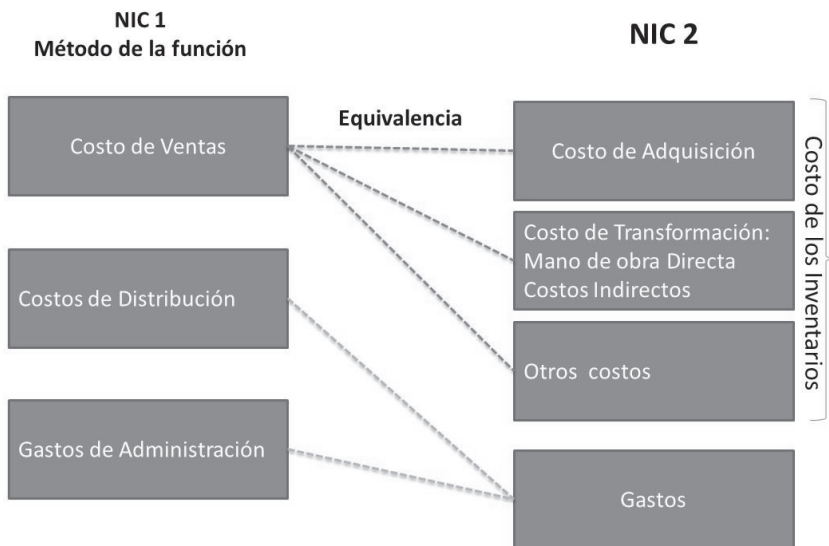 NIC 1
Método de la función
NIC 2
Equivalencia
Costo de Ventas
Costos de Distribución
Gastos de Administración
Costo de Adquisición
Costo de Transformación:
Mano de obra Directa
Costos Indirectos
Otros costos
Gastos
Costo de los Inventarios